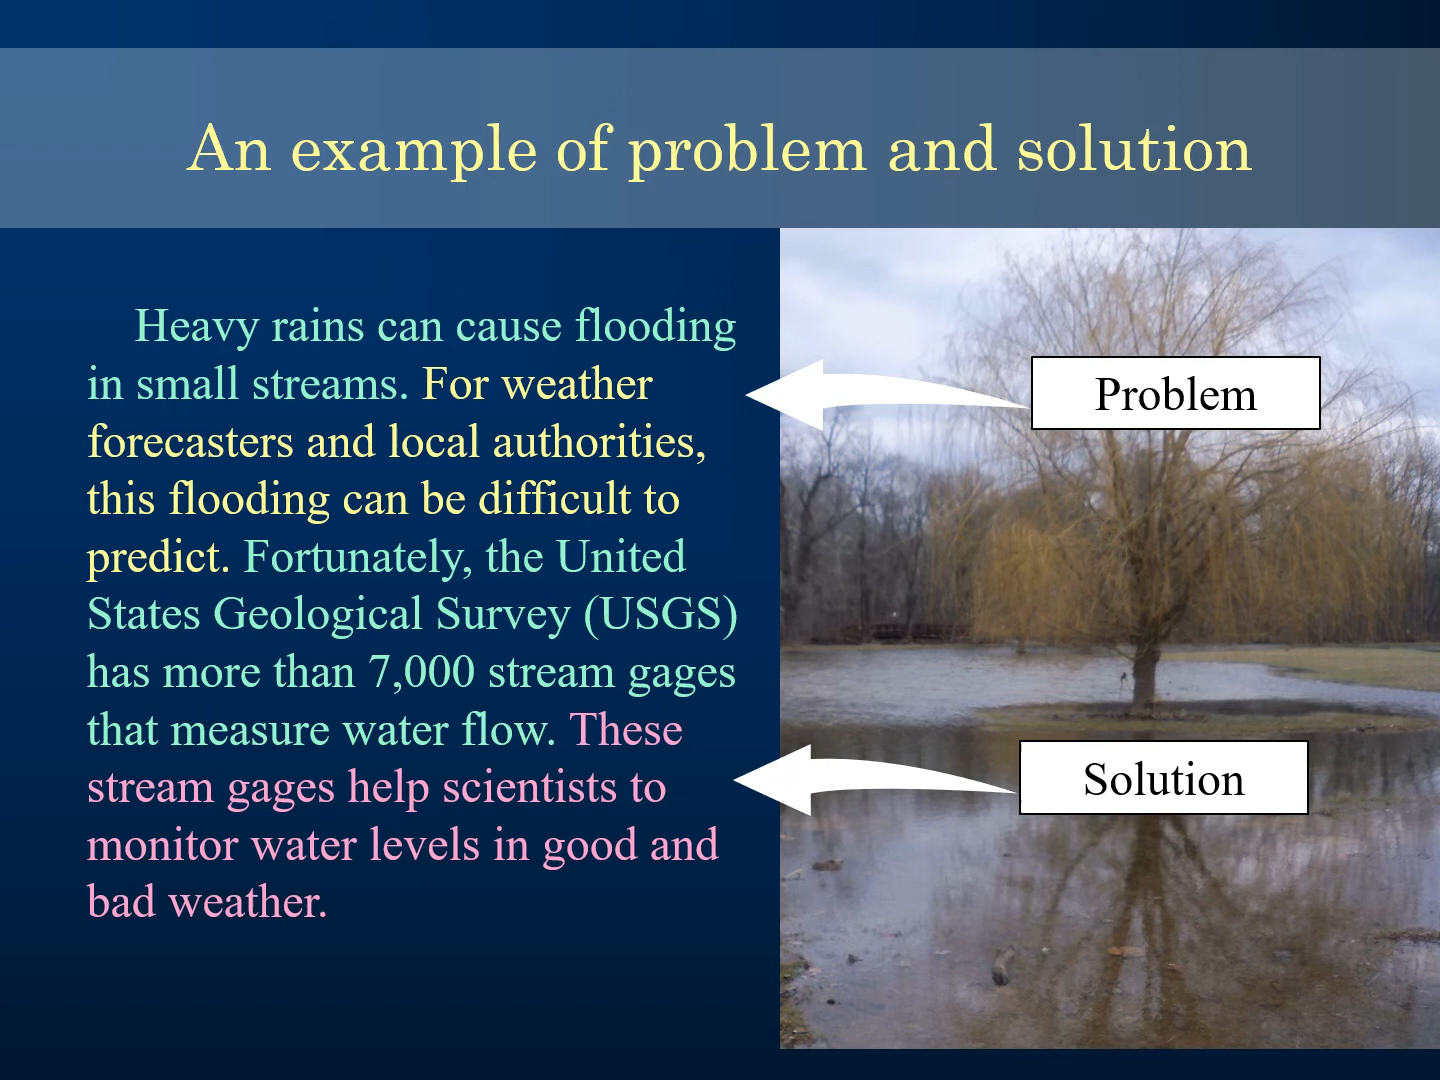 An example of problem and solution
Heavy rains can cause flooding
in small streams. For weather
forecasters and local authorities,
this flooding can be difficult to
predict. Fortunately, the United
States Geological Survey (USGS)
has more than 7,000 stream gages
that measure water flow. These
stream gages help scientists to
monitor water levels in good and
bad weather.
Problem
Solution